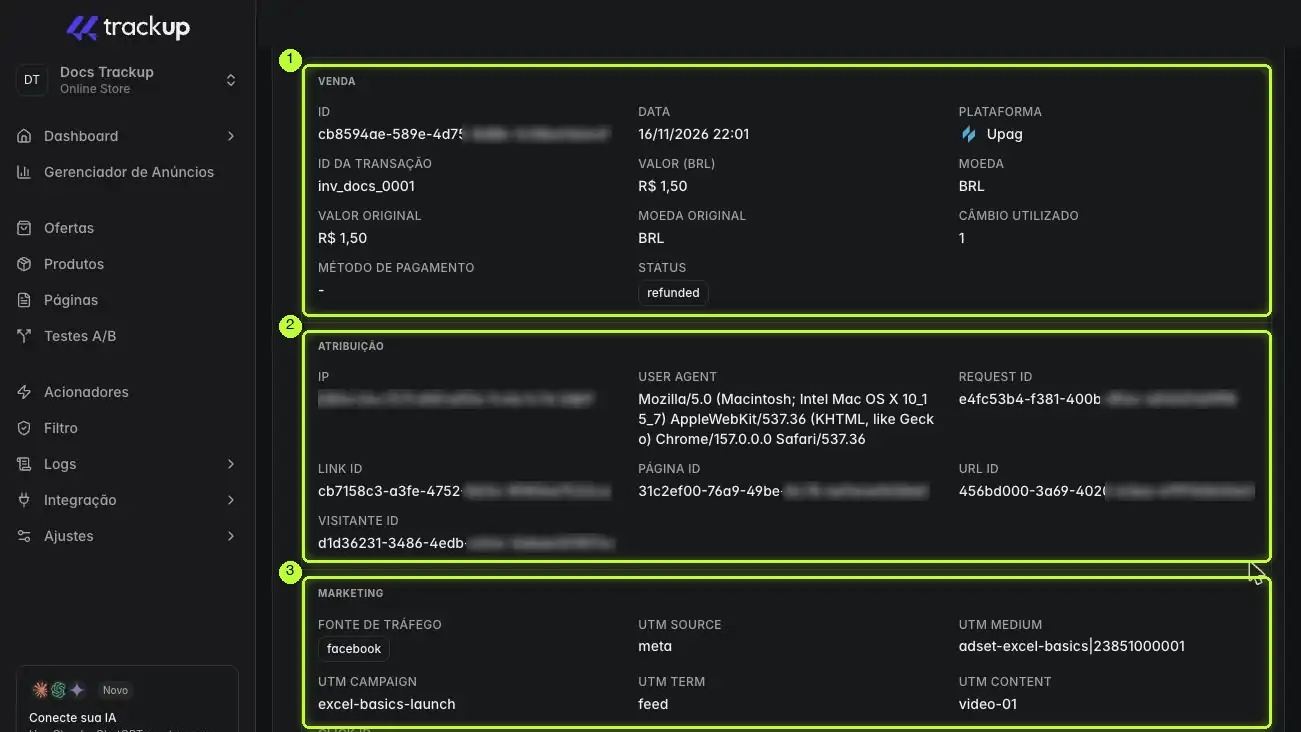 trackup
DT
Docs Trackup
Online Store
Dashboard
Gerenciador de Anúncios
Ofertas
Produtos
Páginas
Testes A/B
Acionadores
Filtro
Logs
Integração
Ajustes
Novo
Conecte sua IA
1
VENDA
ID
DATA
PLATAFORMA
cb8594ae-589e-4d75
16/11/2026 22:01
Upag
ID DA TRANSAÇÃO
VALOR (BRL)
MOEDA
inv_docs_0001
R$ 1,50
BRL
VALOR ORIGINAL
MOEDA ORIGINAL
CÂMBIO UTILIZADO
R$ 1,50
BRL
1
MÉTODO DE PAGAMENTO
STATUS
-
refunded
2
ATRIBUIÇÃO
IP
USER AGENT
REQUEST ID
Mozilla/5.0 (Macintosh; Intel Mac OS X 10_1
5_7) AppleWebKit/537.36 (KHTML, like Geck
o) Chrome/157.0.0.0 Safari/537.36
e4fc53b4-f381-400b
LINK ID
PÁGINA ID
URL ID
cb7158c3-a3fe-4752-
31c2ef00-76a9-49be-
456bd000-3a69-4020
VISITANTE ID
d1d36231-3486-4edb-
3
MARKETING
FONTE DE TRÁFEGO
UTM SOURCE
UTM MEDIUM
facebook
meta
adset-excel-basics|23851000001
UTM CAMPAIGN
UTM TERM
UTM CONTENT
excel-basics-launch
feed
video-01